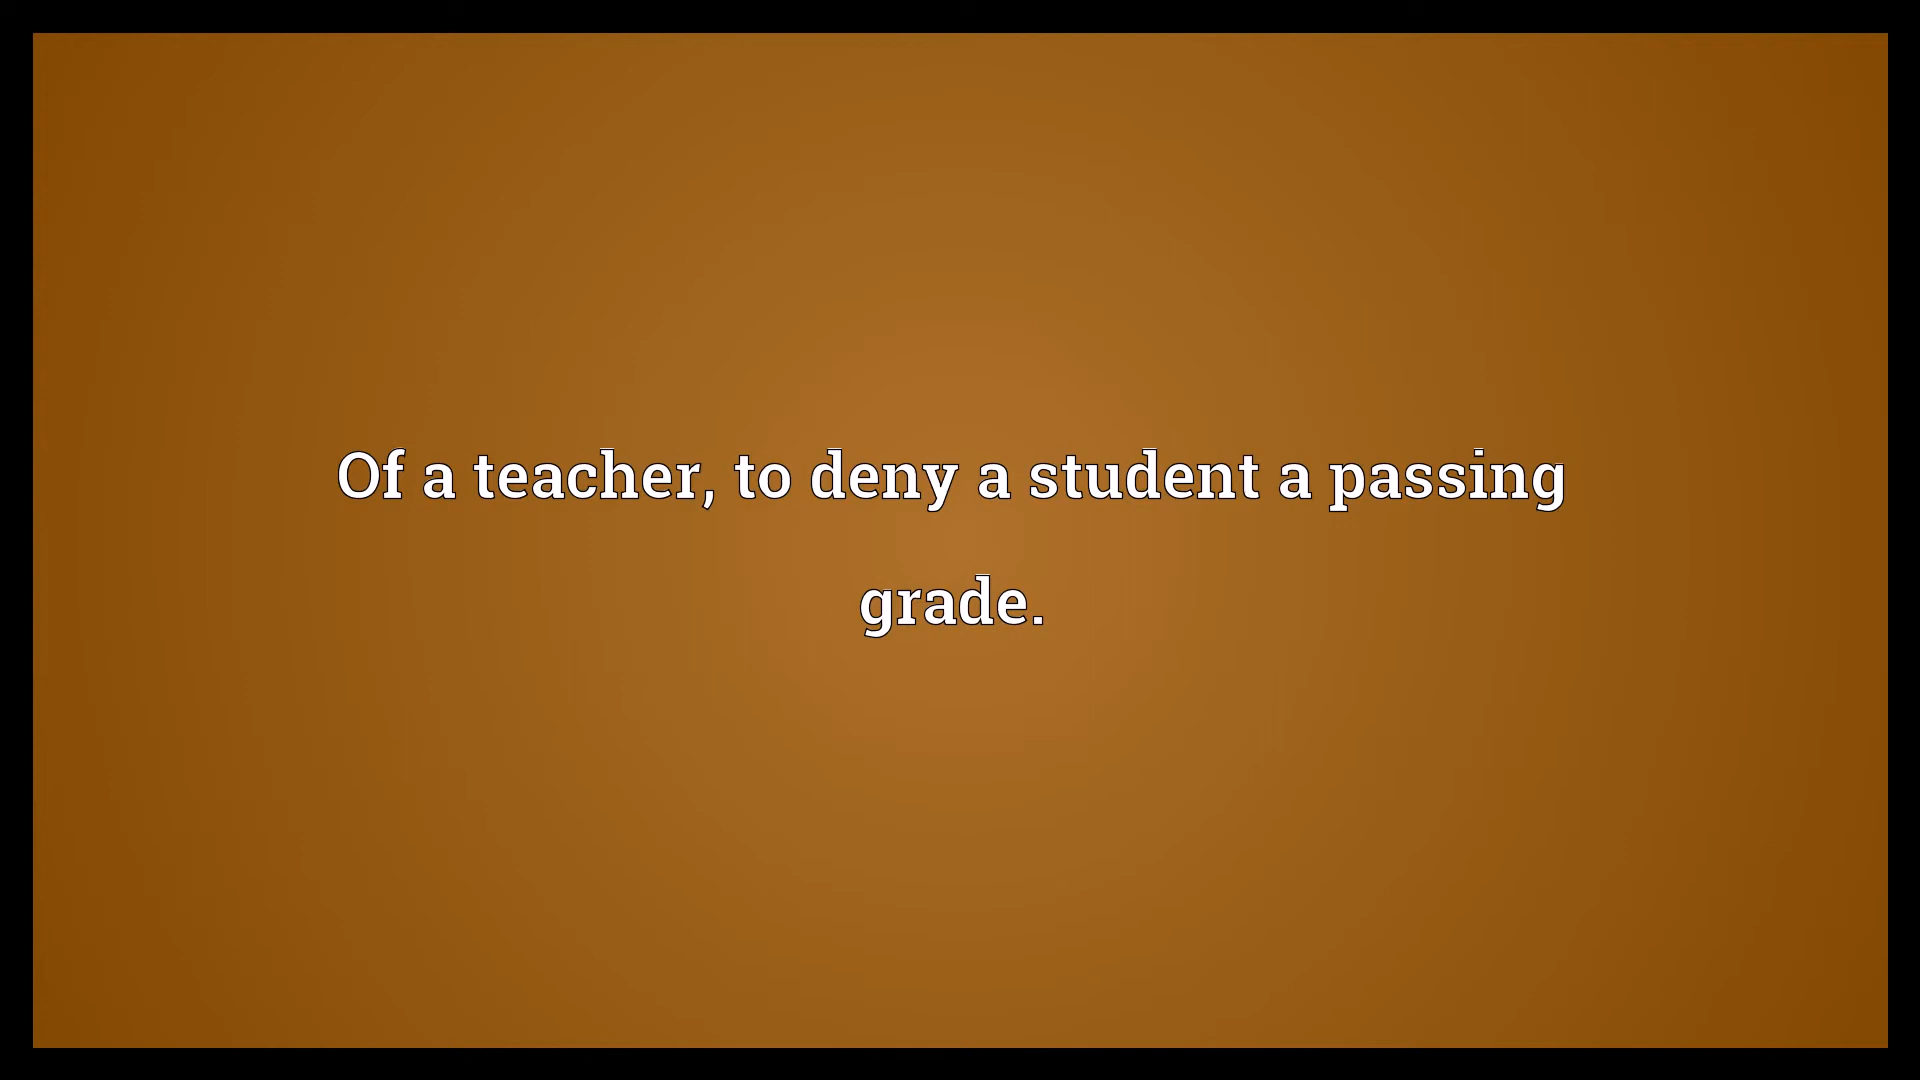 Of a teacher, to deny a student a passing
grade.